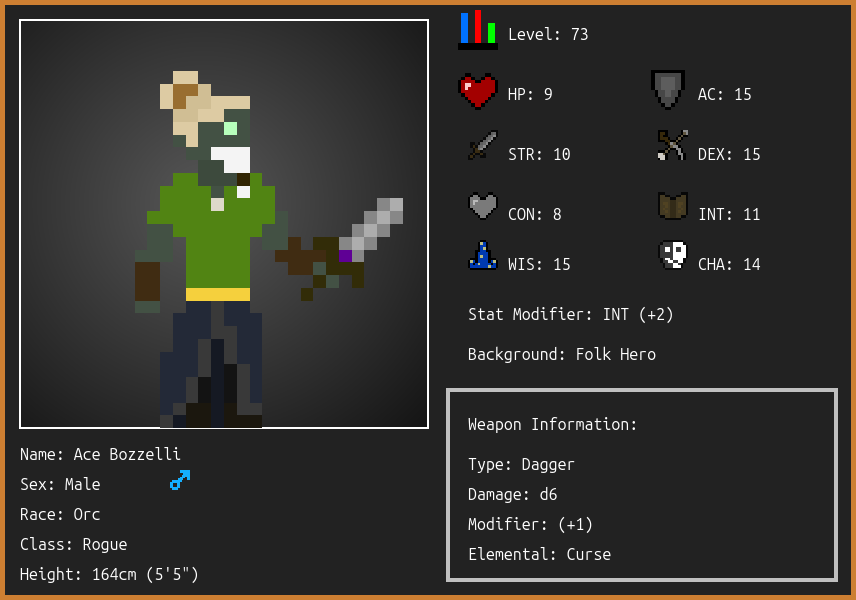 Level: 73
HP: 9
AC: 15
STR: 10
DEX: 15
CON: 8
INT: 11
WIS: 15
CHA: 14
Stat Modifier: INT (+2)
Background: Folk Hero
Weapon Information:
Type: Dagger
Damage: d6
Modifier: (+1)
Elemental: Curse
Name: Ace Bozzelli
Sex: Male
Race: Orc
Class: Rogue
Height: 164cm (5'5")